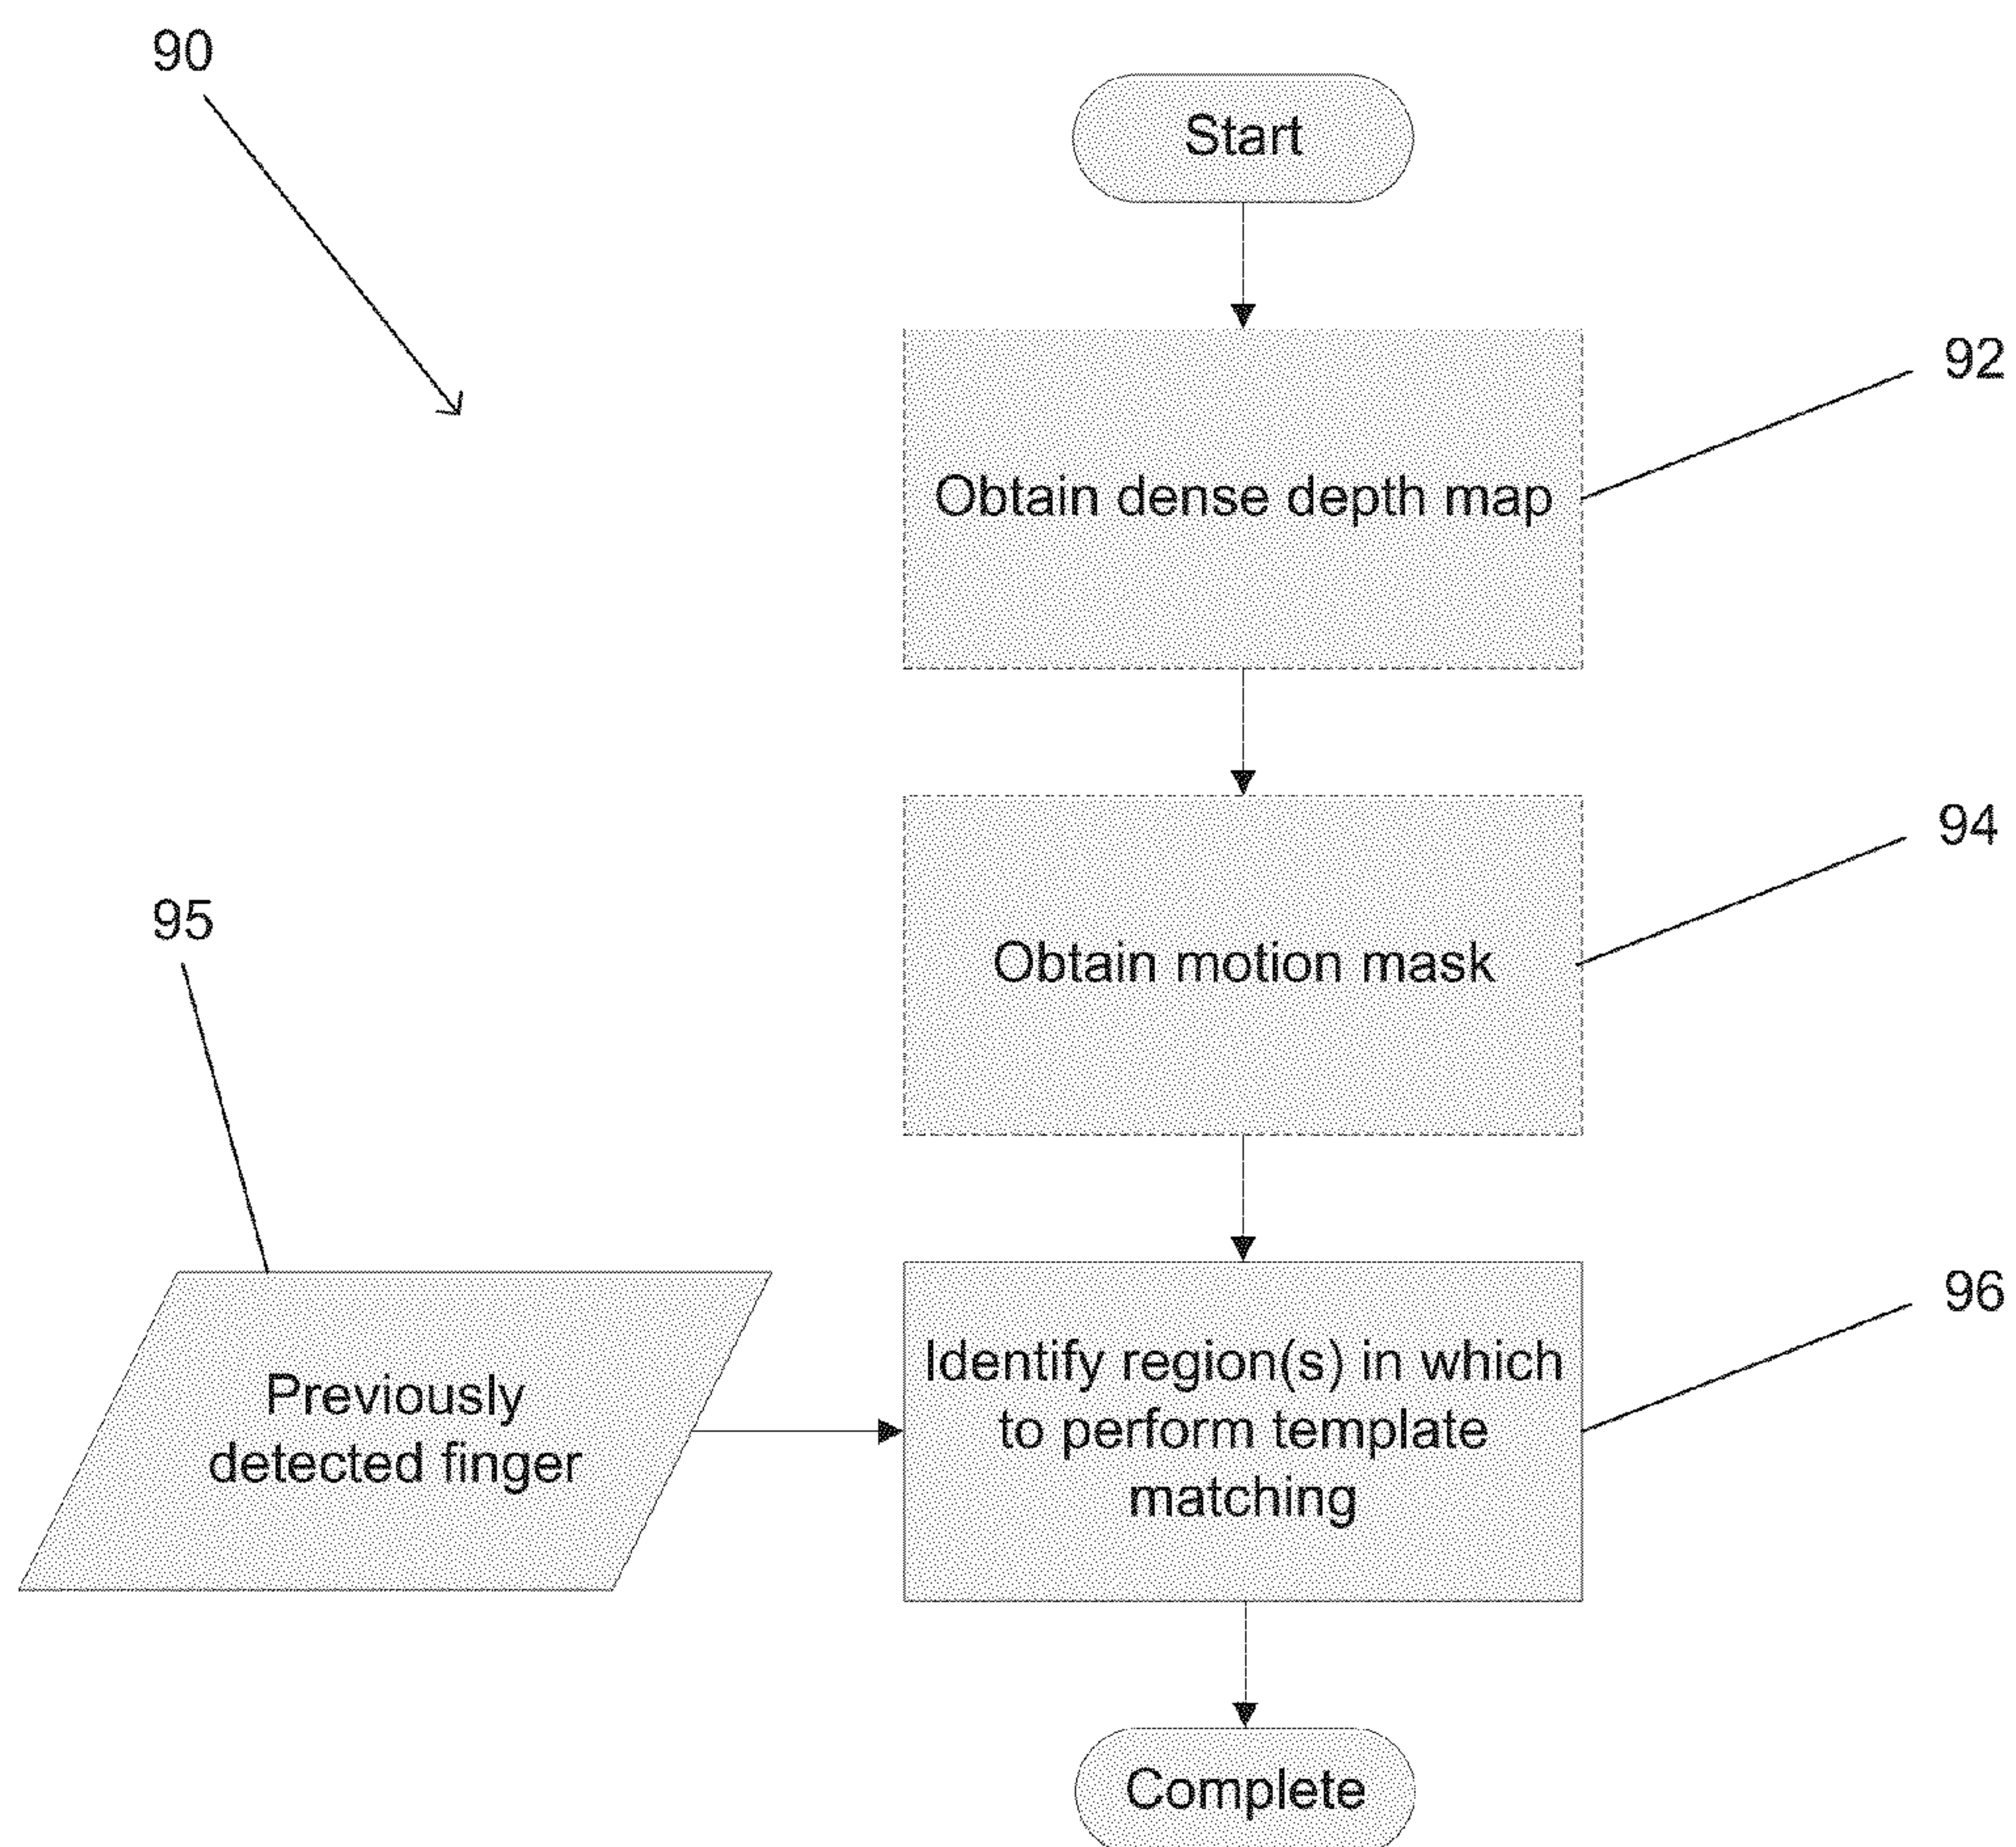 90
Start
92
Obtain dense depth map
94
Obtain motion mask
95
96
Previously
detected finger
Identify region(s) in which
to perform template
matching
Complete